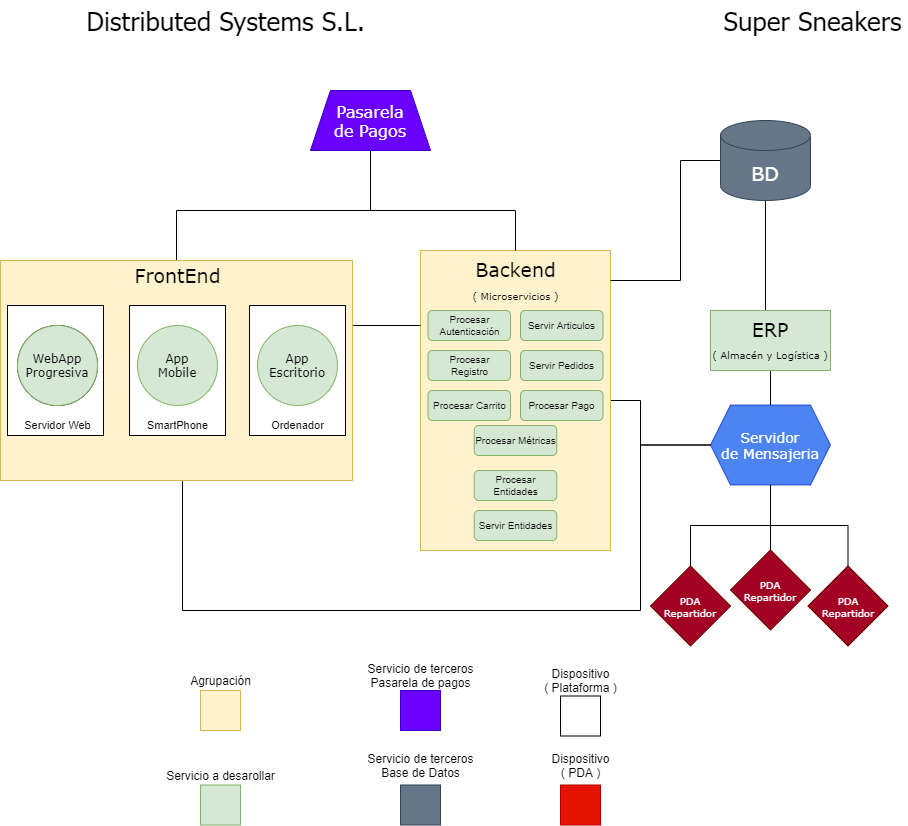 Distributed Systems S.L.
Super Sneakers
Pasarela
de Pagos
BD
FrontEnd
WebApp
Progresiva
Servidor Web
App
Mobile
SmartPhone
App
Escritorio
Ordenador
Backend
( Microservicios )
Procesar
Autenticación
Servir Articulos
Procesar
Registro
Servir Pedidos
Procesar Carrito
Procesar Pago
Procesar Métricas
Procesar
Entidades
Servir Entidades
ERP
( Almacén y Logística )
Servidor
de Mensajeria
PDA
Repartidor
PDA
Repartidor
PDA
Repartidor
Agrupación
Servicio de terceros
Pasarela de pagos
Dispositivo
( Plataforma )
Servicio a desarollar
Servicio de terceros
Base de Datos
Dispositivo
( PDA )